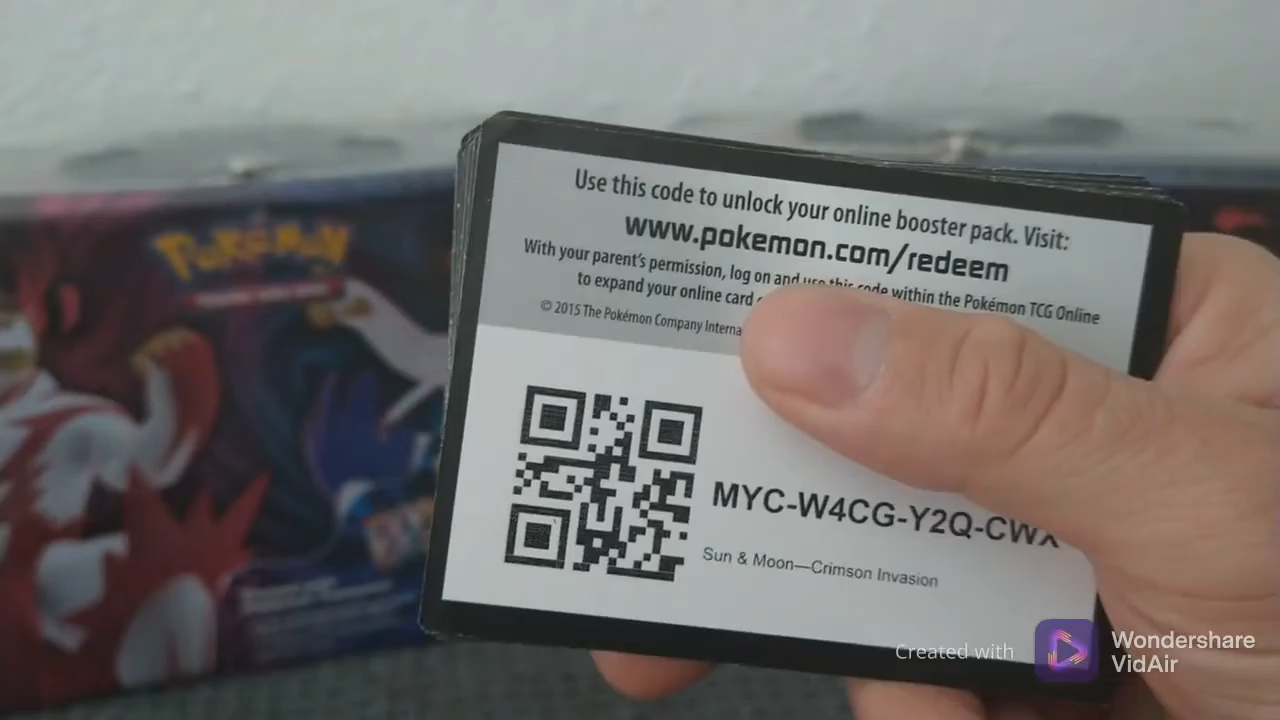 Use this code to unlock your online booster pack. Visit:
www.pokemon.com/redeem
With your parent's permission, log on and use this code within the Pokémon TCG Online
to expand your online card
© 2015 The Pokémon Company Interna
MYC-W4CG-Y2Q-CWX
Sun & Moon—Crimson Invasion
POKéMON
Created with
Wondershare
VidAir